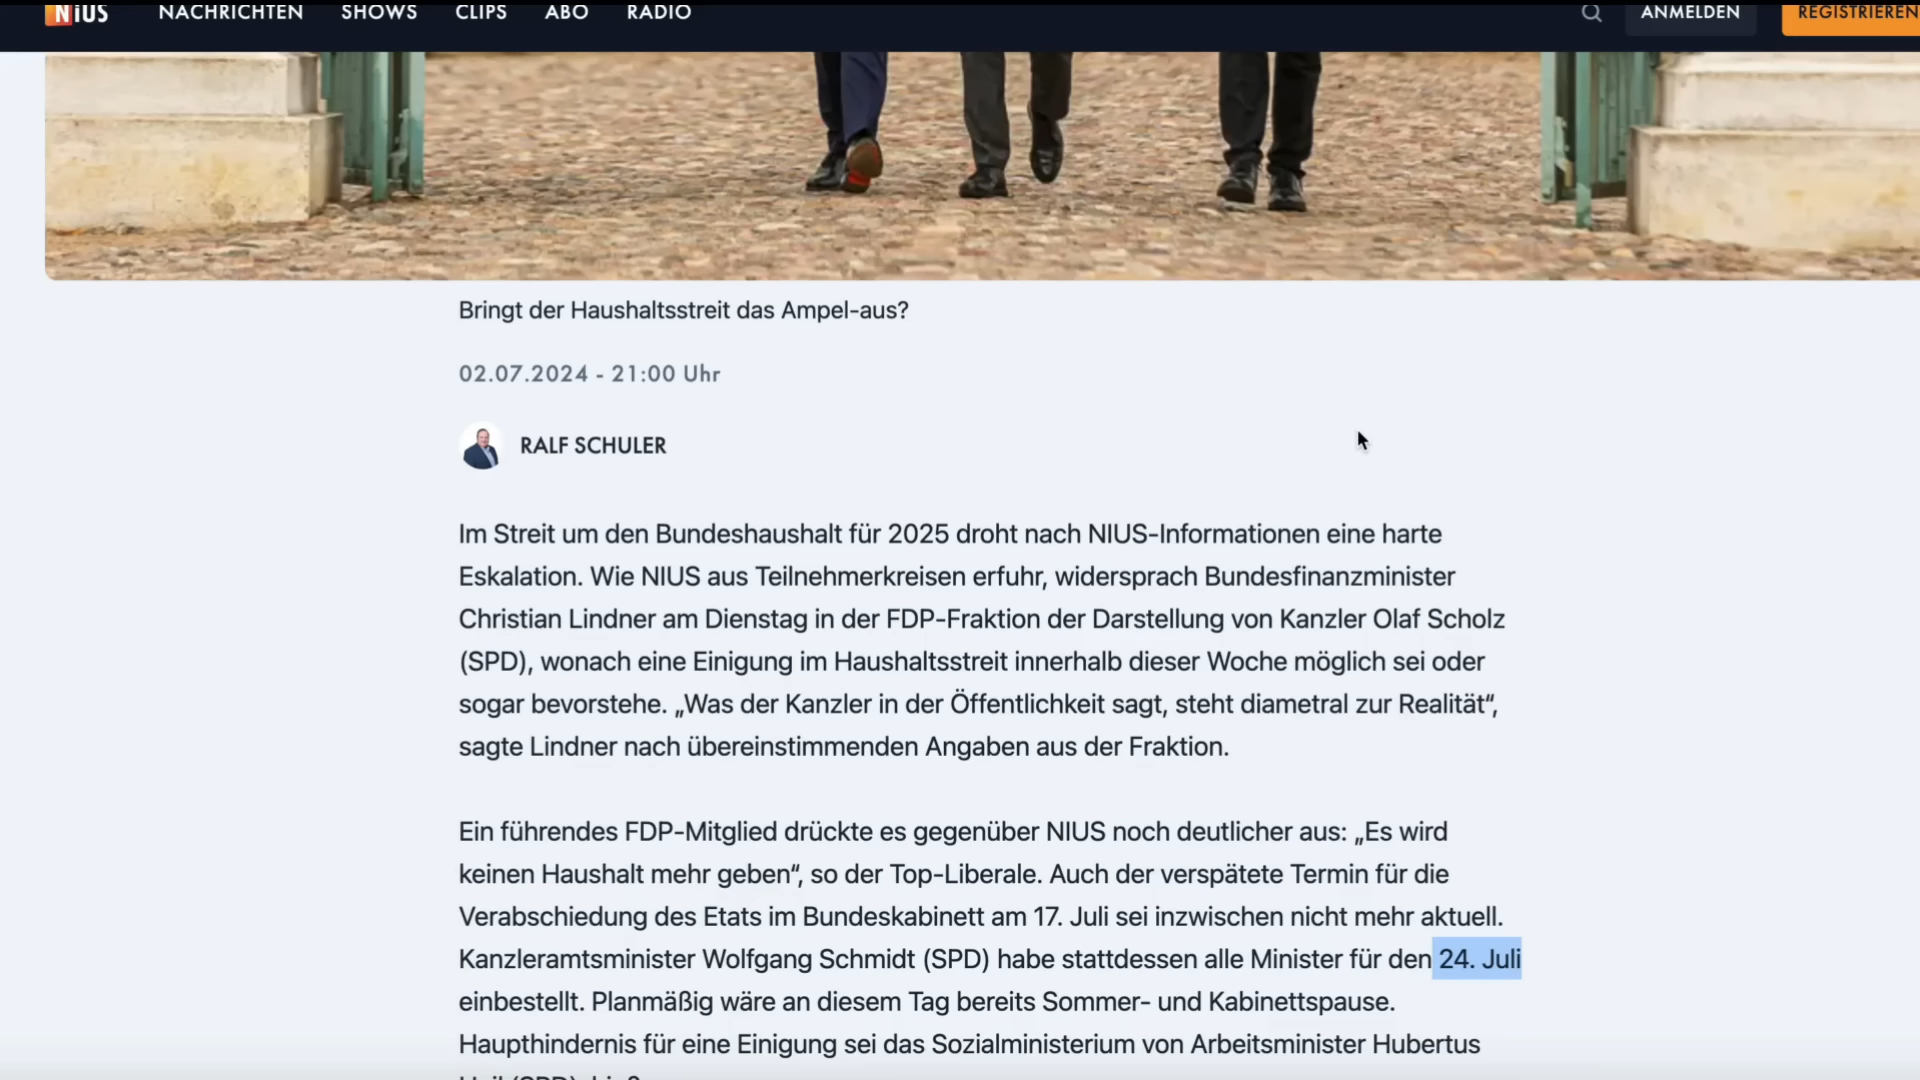 NiUS NACHRICHTEN SHOWS CLIPS ABO RADIO ANMELDEN REGISTRIEREN
Bringt der Haushaltsstreit das Ampel-aus?
02.07.2024 - 21:00 Uhr
RALF SCHULER
Im Streit um den Bundeshaushalt für 2025 droht nach NIUS-Informationen eine harte
Eskalation. Wie NIUS aus Teilnehmerkreisen erfuhr, widersprach Bundesfinanzminister
Christian Lindner am Dienstag in der FDP-Fraktion der Darstellung von Kanzler Olaf Scholz
(SPD), wonach eine Einigung im Haushaltsstreit innerhalb dieser Woche möglich sei oder
sogar bevorstehe. „Was der Kanzler in der Öffentlichkeit sagt, steht diametral zur Realität“,
sagte Lindner nach übereinstimmenden Angaben aus der Fraktion.
Ein führendes FDP-Mitglied drückte es gegenüber NIUS noch deutlicher aus: „Es wird
keinen Haushalt mehr geben“, so der Top-Liberale. Auch der verspätete Termin für die
Verabschiedung des Etats im Bundeskabinett am 17. Juli sei inzwischen nicht mehr aktuell.
Kanzleramtsminister Wolfgang Schmidt (SPD) habe stattdessen alle Minister für den 24. Juli
einbestellt. Planmäßig wäre an diesem Tag bereits Sommer- und Kabinettspause.
Haupthindernis für eine Einigung sei das Sozialministerium von Arbeitsminister Hubertus